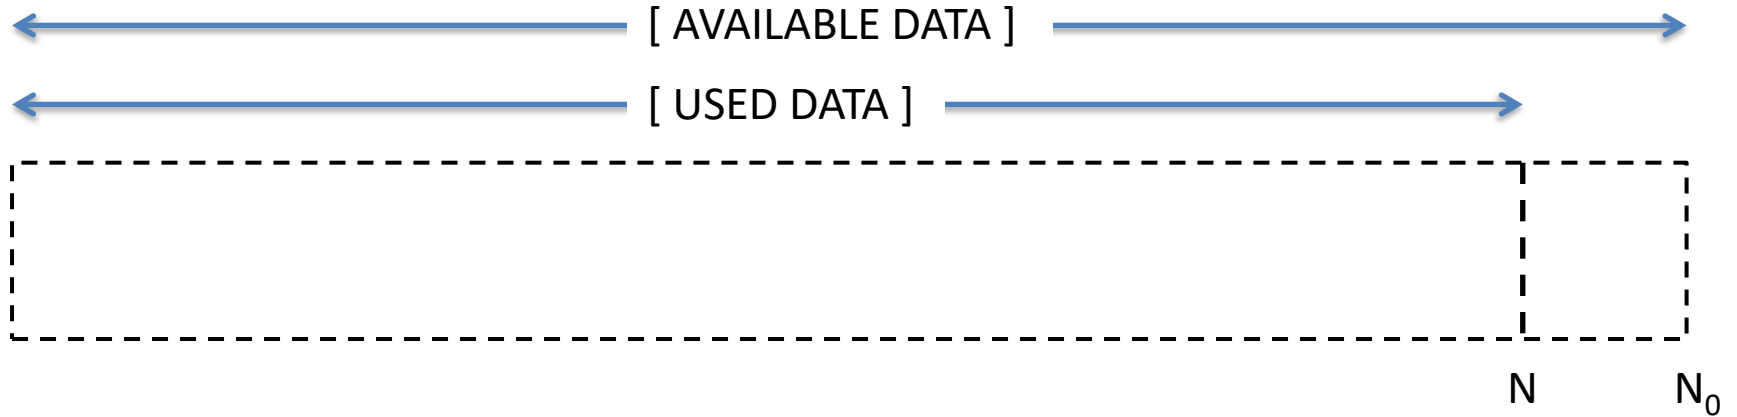 [ AVAILABLE DATA ]
[ USED DATA ]
N N₀